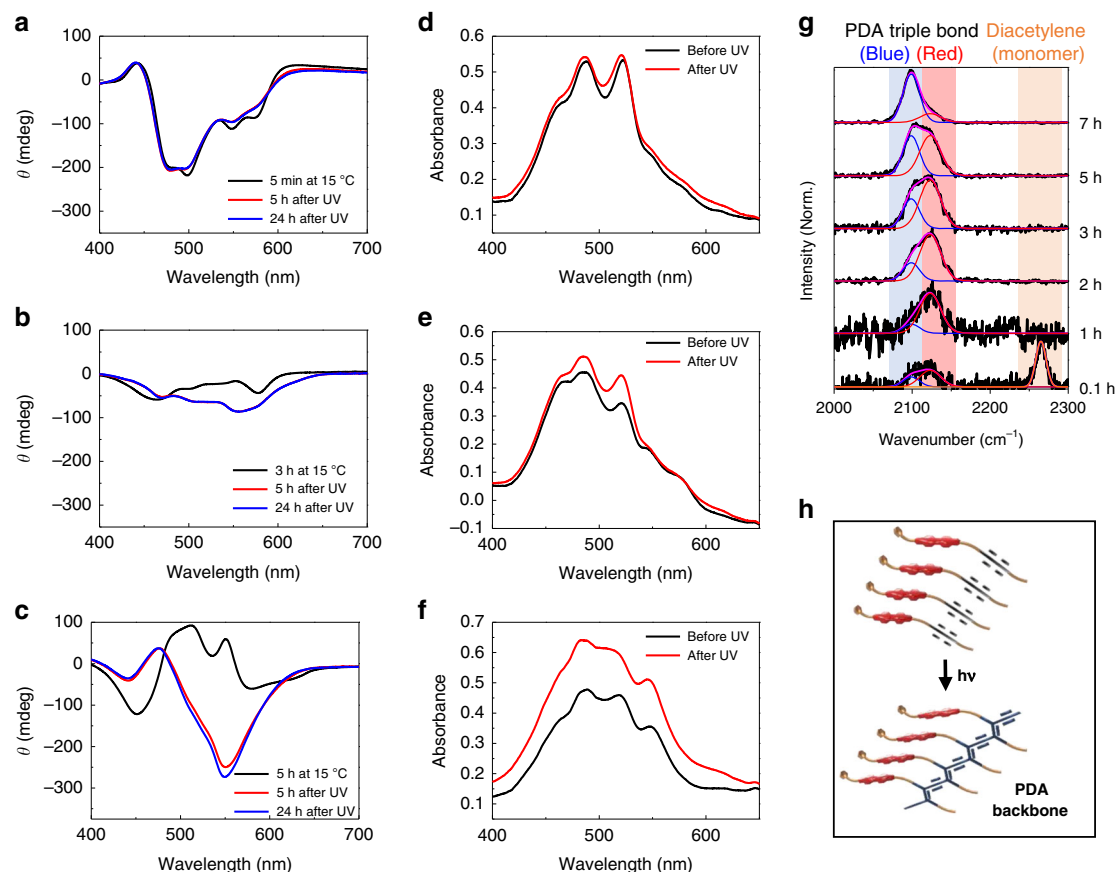 a
100
0
−100
−200
−300
θ (mdeg)
5 min at 15 °C
5 h after UV
24 h after UV
400 500 600 700
Wavelength (nm)
b
100
0
−100
−200
−300
θ (mdeg)
3 h at 15 °C
5 h after UV
24 h after UV
400 500 600 700
Wavelength (nm)
c
100
0
−100
−200
−300
θ (mdeg)
5 h at 15 °C
5 h after UV
24 h after UV
400 500 600 700
Wavelength (nm)
d
0.6
0.5
0.4
0.3
0.2
0.1
Absorbance
Before UV
After UV
400 500 600
Wavelength (nm)
e
0.6
0.5
0.4
0.3
0.2
0.1
0.0
−0.1
Absorbance
Before UV
After UV
400 500 600
Wavelength (nm)
f
0.7
0.6
0.5
0.4
0.3
0.2
0.1
Absorbance
Before UV
After UV
400 500 600
Wavelength (nm)
g
PDA triple bond Diacetylene
(Blue) (Red) (monomer)
Intensity (Norm.)
7 h
5 h
3 h
2 h
1 h
0.1 h
2000 2100 2200 2300
Wavenumber (cm⁻¹)
h
hν
PDA
backbone